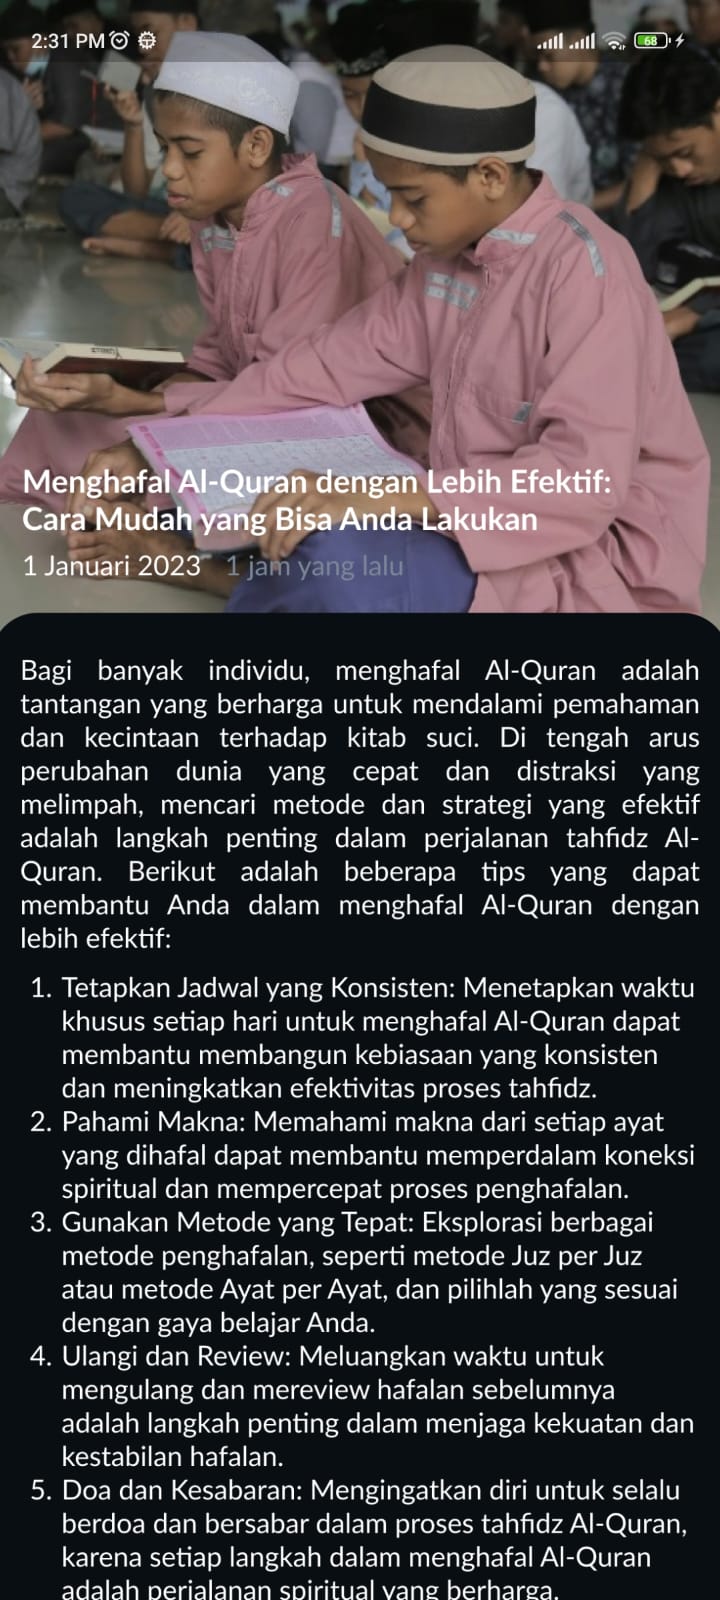 2:31 PM
68
Menghafal Al-Quran dengan Lebih Efektif:
Cara Mudah yang Bisa Anda Lakukan
1 Januari 2023 1 jam yang lalu
Bagi banyak individu, menghafal Al-Quran adalah
tantangan yang berharga untuk mendalami pemahaman
dan kecintaan terhadap kitab suci. Di tengah arus
perubahan dunia yang cepat dan distraksi yang
melimpah, mencari metode dan strategi yang efektif
adalah langkah penting dalam perjalanan tahfidz Al-
Quran. Berikut adalah beberapa tips yang dapat
membantu Anda dalam menghafal Al-Quran dengan
lebih efektif:
1. Tetapkan Jadwal yang Konsisten: Menetapkan waktu
khusus setiap hari untuk menghafal Al-Quran dapat
membantu membangun kebiasaan yang konsisten
dan meningkatkan efektivitas proses tahfidz.
2. Pahami Makna: Memahami makna dari setiap ayat
yang dihafal dapat membantu memperdalam koneksi
spiritual dan mempercepat proses penghafalan.
3. Gunakan Metode yang Tepat: Eksplorasi berbagai
metode penghafalan, seperti metode Juz per Juz
atau metode Ayat per Ayat, dan pilihlah yang sesuai
dengan gaya belajar Anda.
4. Ulangi dan Review: Meluangkan waktu untuk
mengulang dan mereview hafalan sebelumnya
adalah langkah penting dalam menjaga kekuatan dan
kestabilan hafalan.
5. Doa dan Kesabaran: Mengingatkan diri untuk selalu
berdoa dan bersabar dalam proses tahfidz Al-Quran,
karena setiap langkah dalam menghafal Al-Quran
adalah perjalanan spiritual yang berharga.